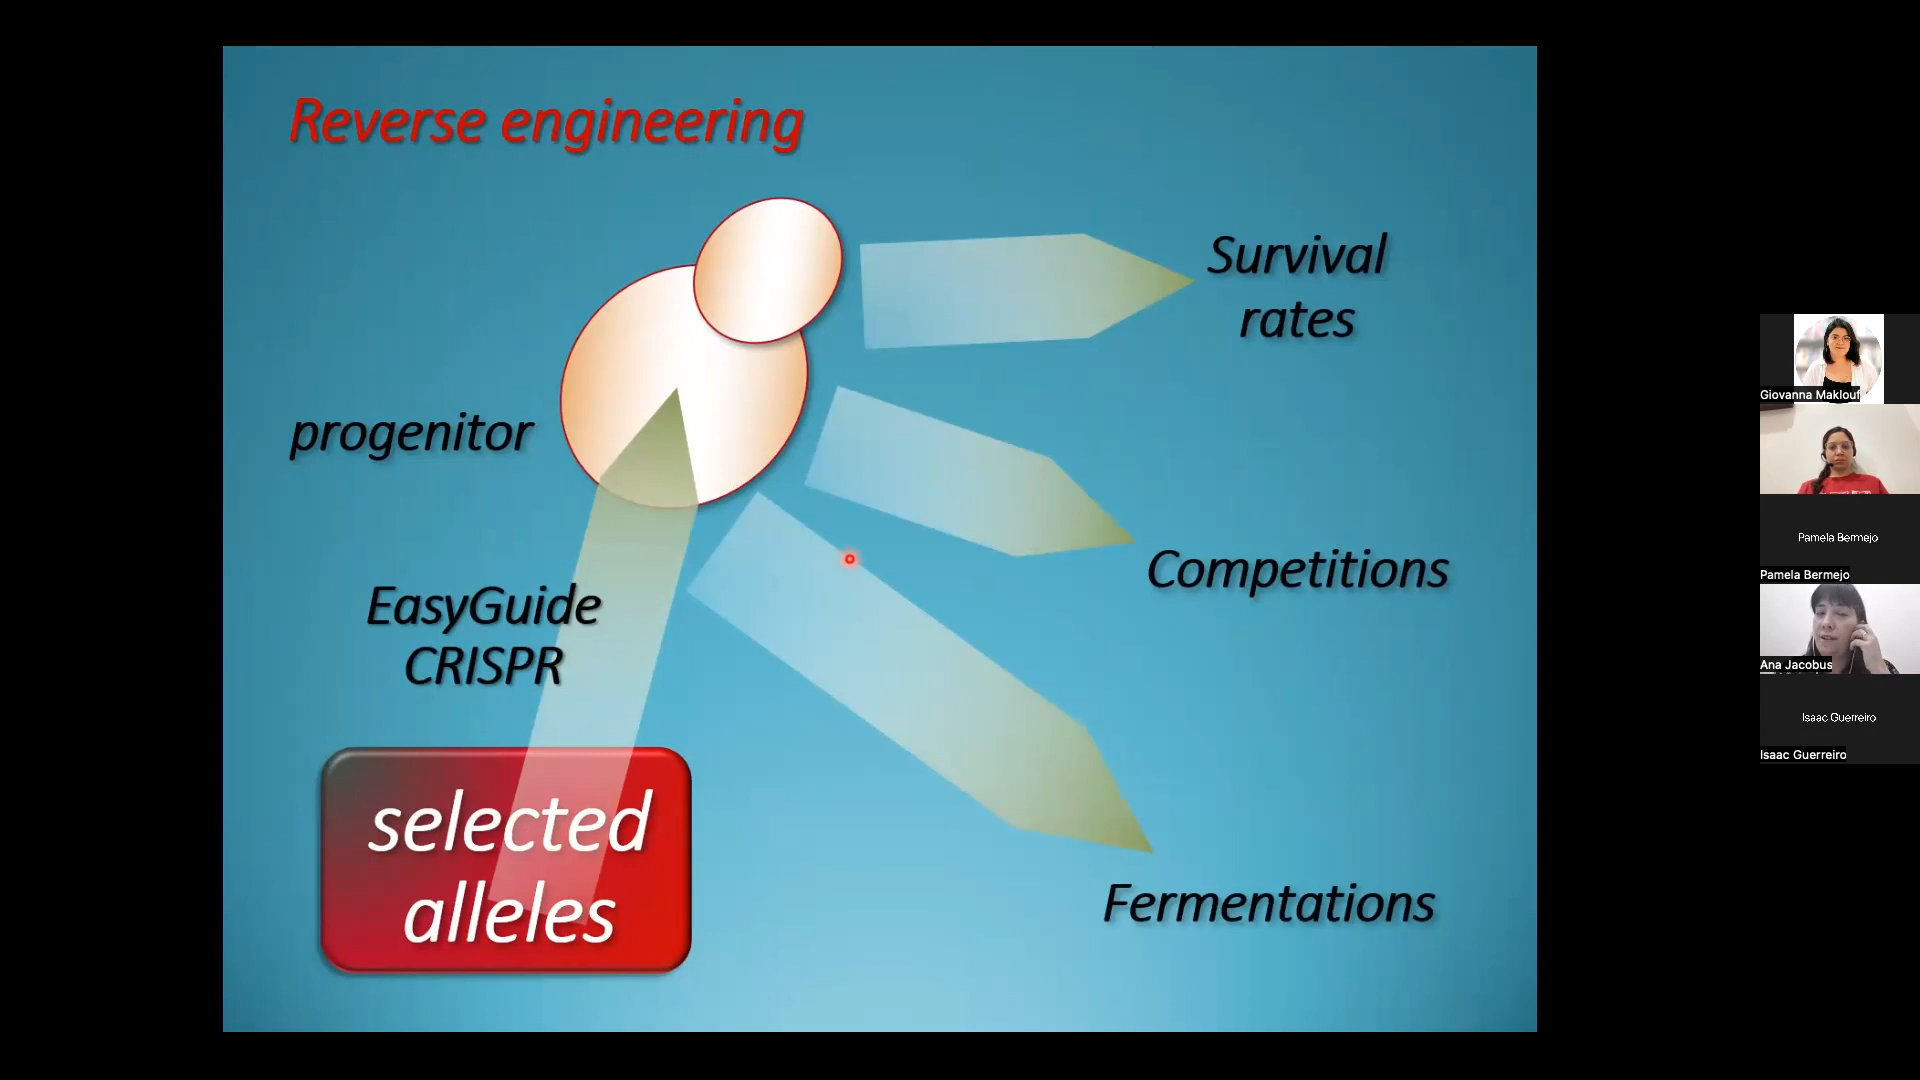 Reverse engineering
Survival
rates
progenitor
Competitions
EasyGuide
CRISPR
selected
alleles
Fermentations
Giovanna Maklouf
Pamela Bermejo
Pamela Bermejo
Ana Jacobus
Isaac Guerreiro
Isaac Guerreiro